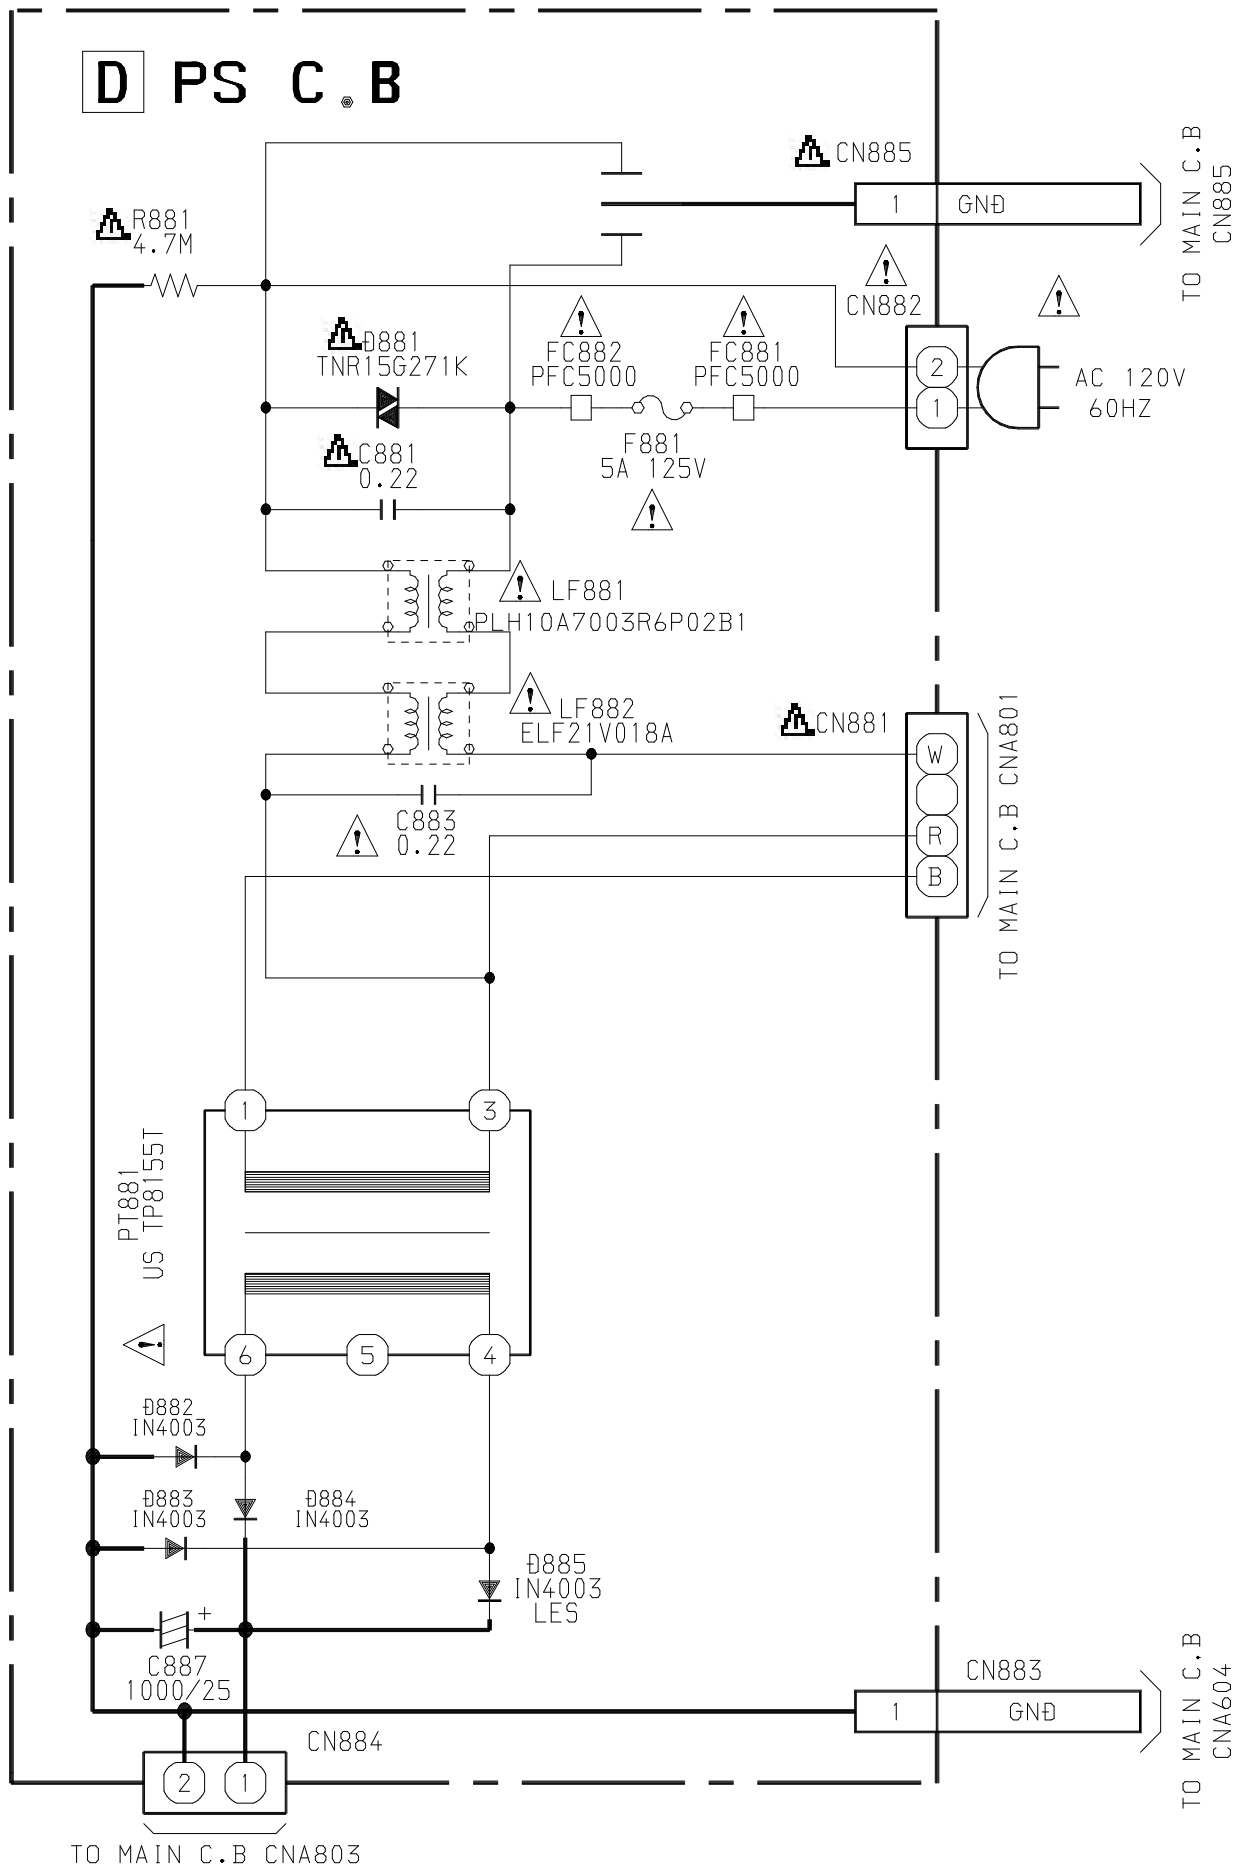 D PS C.B
CN885
1 GND
TO MAIN C.B
CN885
R881
4.7M
CN882
D881
TNR15G271K
FC882
PFC5000
FC881
PFC5000
2
1
AC 120V
60HZ
C881
0.22
F881
5A 125V
LF881
PLH10A7003R6P02B1
LF882
ELF21V018A
CN881
W
R
B
TO MAIN C.B CNA801
C883
0.22
1
3
PT881
US TP8155T
6
5
4
D882
IN4003
D883
IN4003
D884
IN4003
D885
IN4003
LES
+
C887
1000/25
CN883
1 GND
TO MAIN C.B
CNA604
CN884
2
1
TO MAIN C.B CNA803